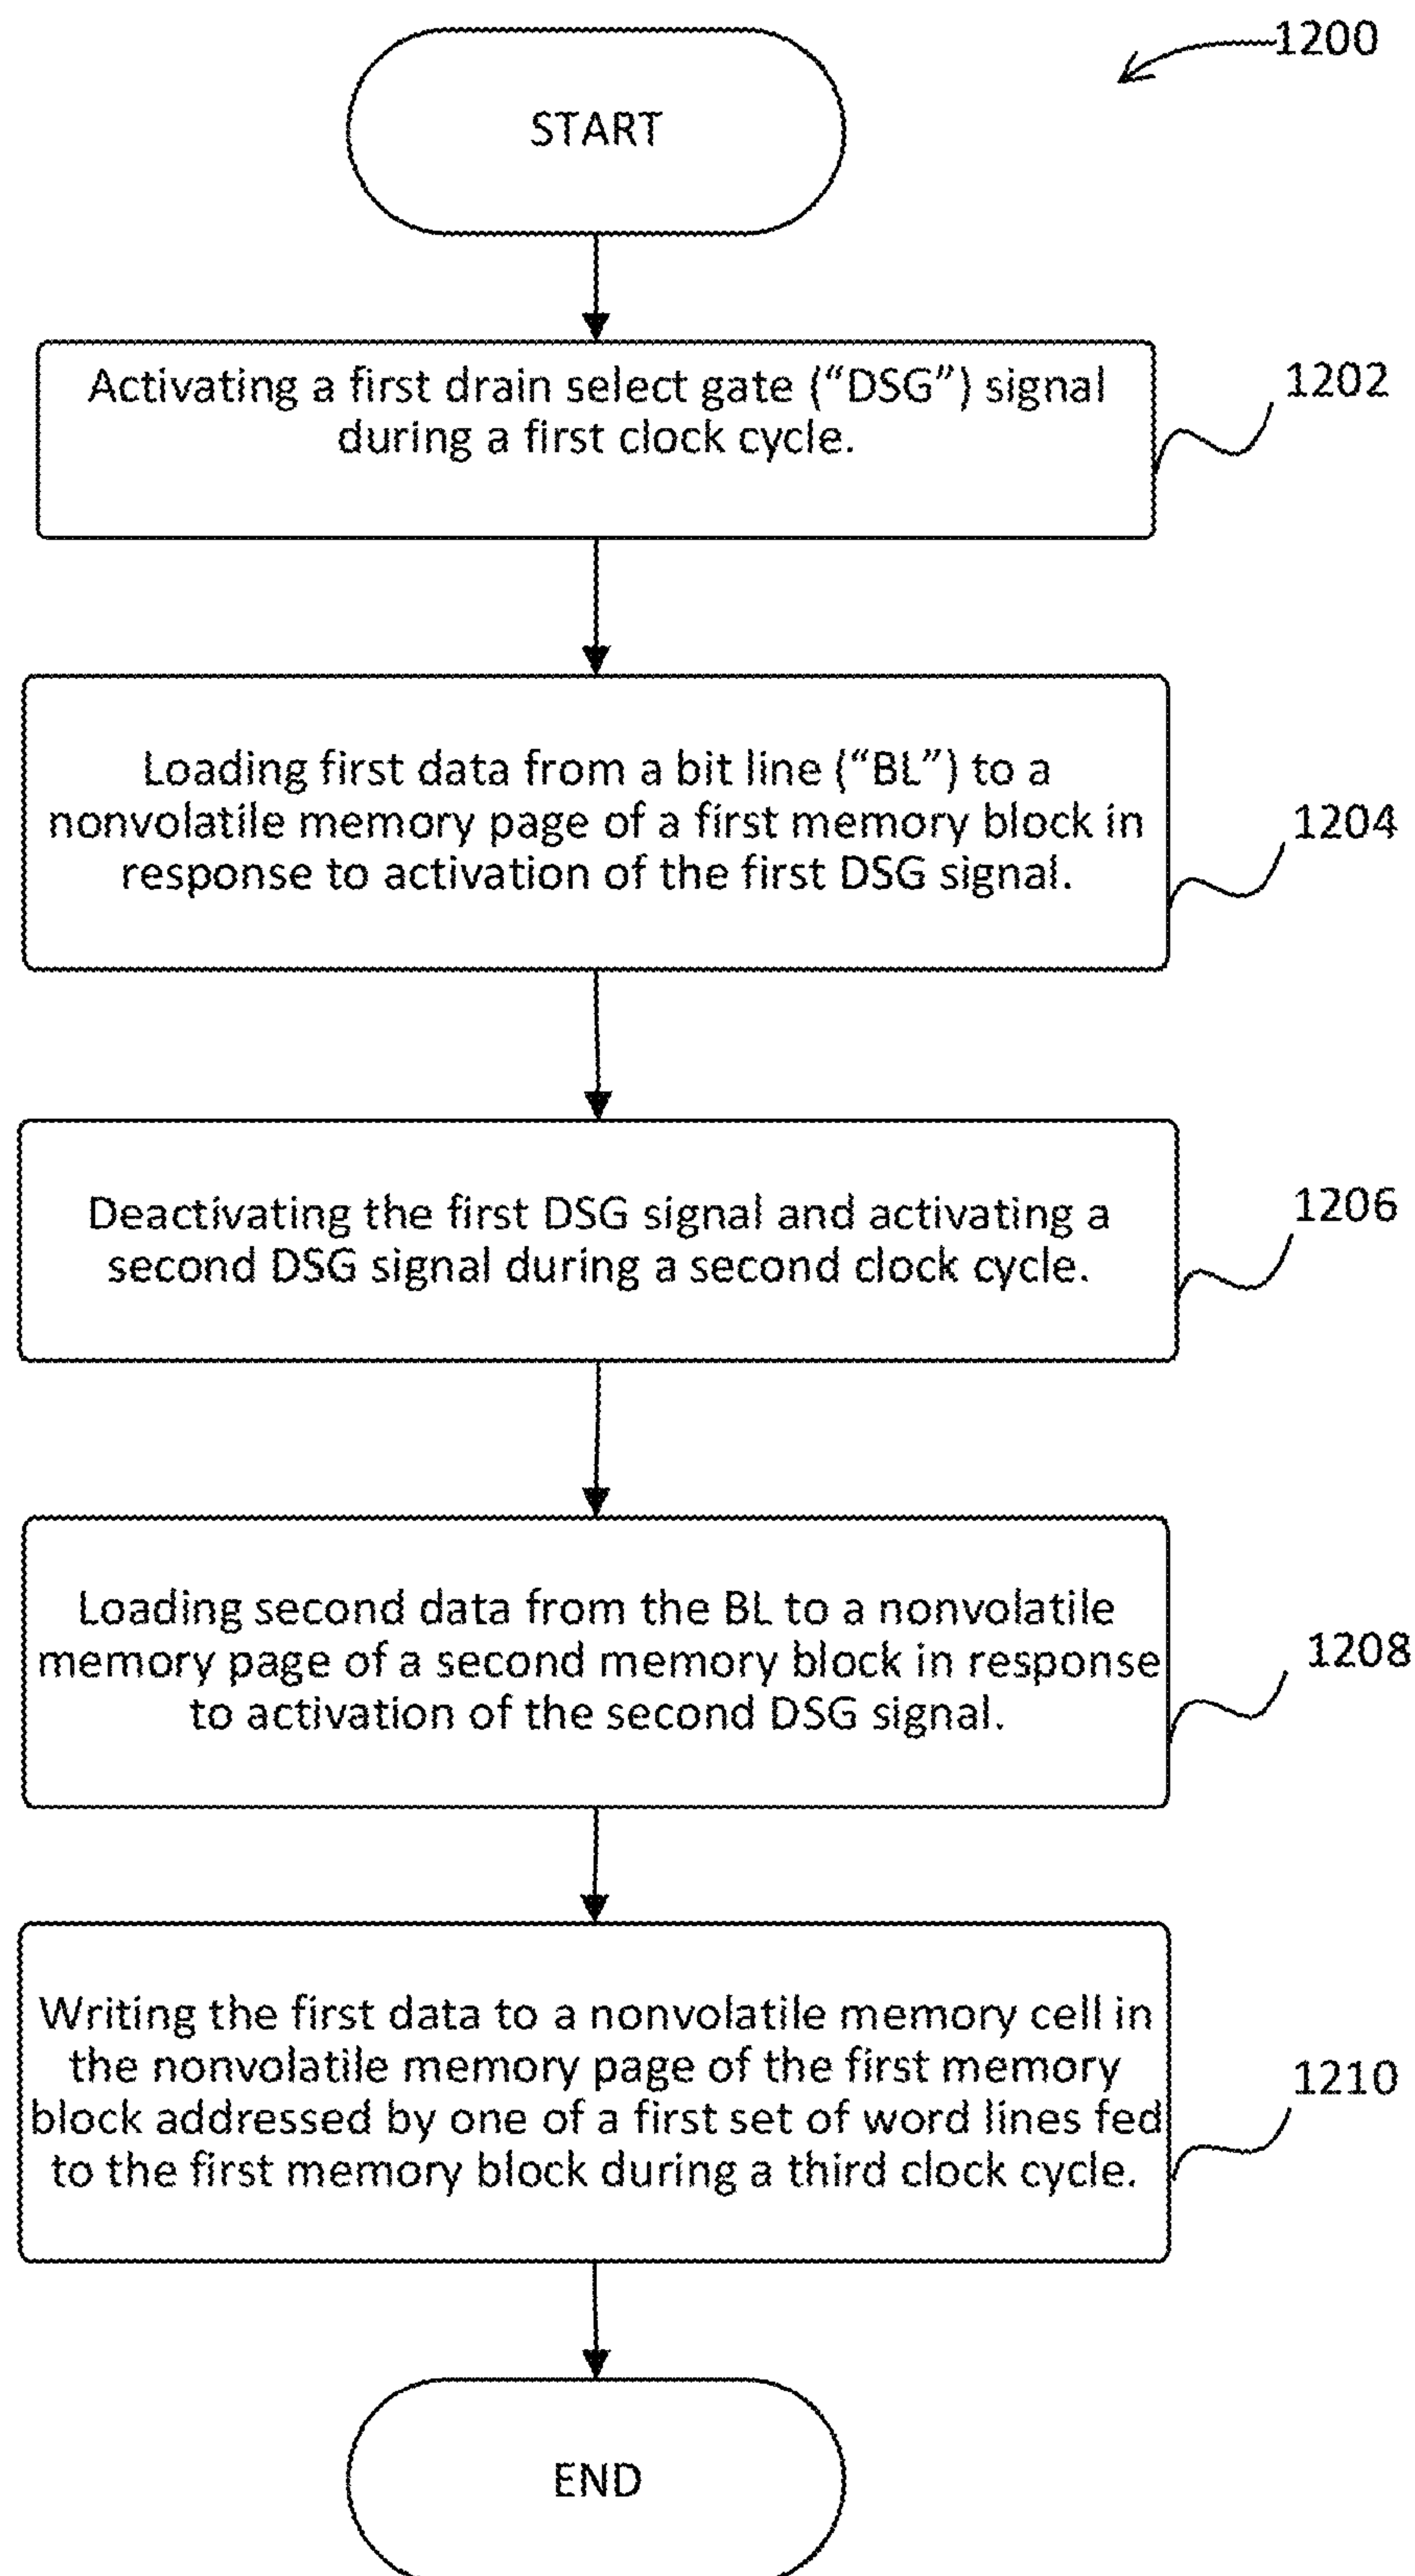 1200
START
Activating a first drain select gate (“DSG”) signal
during a first clock cycle.
1202
Loading first data from a bit line (“BL”) to a
nonvolatile memory page of a first memory block in
response to activation of the first DSG signal.
1204
Deactivating the first DSG signal and activating a
second DSG signal during a second clock cycle.
1206
Loading second data from the BL to a nonvolatile
memory page of a second memory block in response
to activation of the second DSG signal.
1208
Writing the first data to a nonvolatile memory cell in
the nonvolatile memory page of the first memory
block addressed by one of a first set of word lines fed
to the first memory block during a third clock cycle.
1210
END